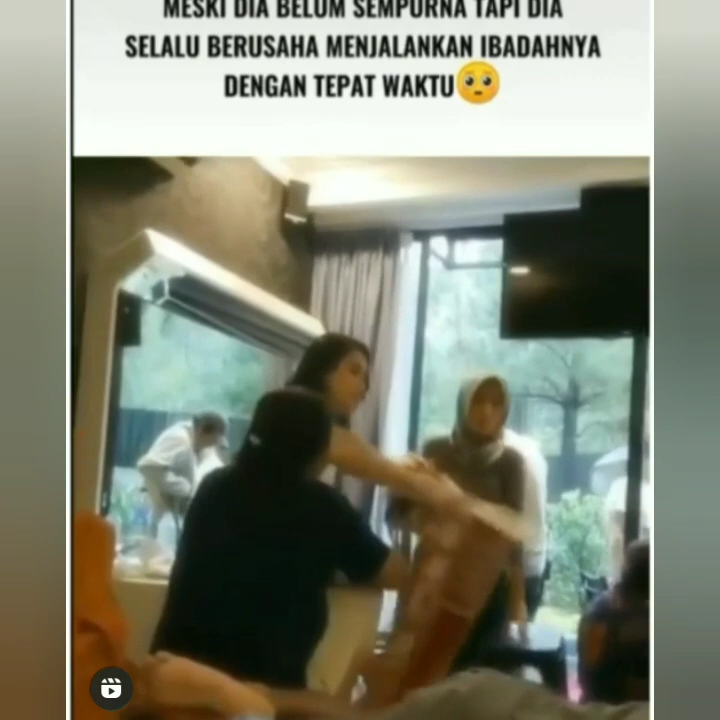 MESKI DIA BELUM SEMPURNA TAPI DIA
SELALU BERUSAHA MENJALANKAN IBADAHNYA
DENGAN TEPAT WAKTU🥺